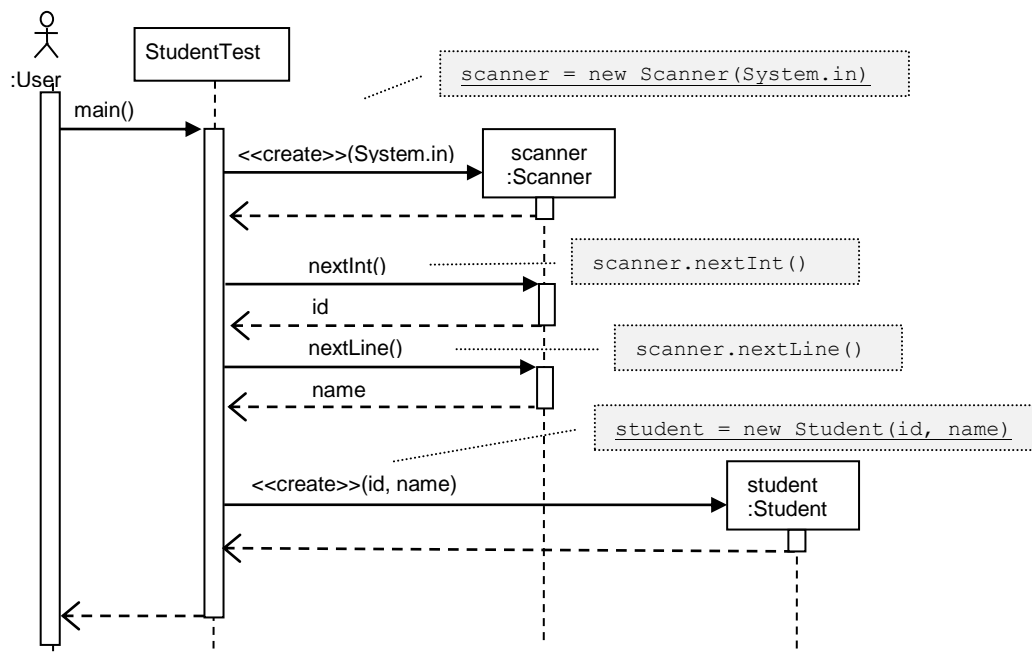 StudentTest
:User
scanner = new Scanner(System.in)
main()
<<create>>(System.in)
scanner
:Scanner
nextInt()
scanner.nextInt()
id
nextLine()
scanner.nextLine()
name
student = new Student(id, name)
<<create>>(id, name)
student
:Student